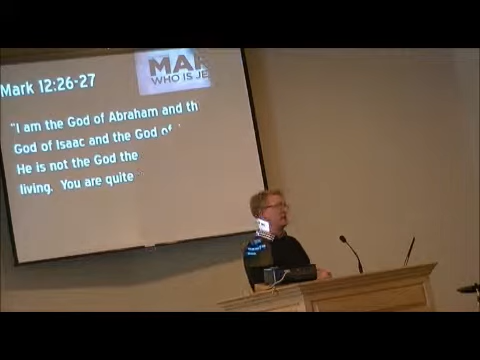 Mark 12:26-27
MAR
WHO IS JE
"I am the God of Abraham and th
God of Isaac and the God of
He is not the God the
living. You are quite